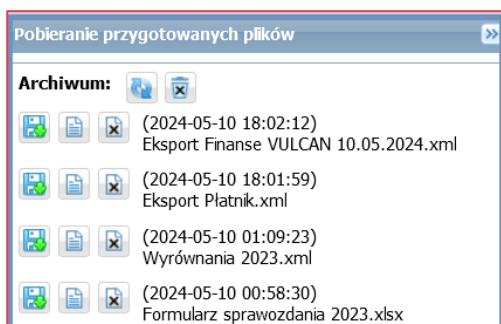 Pobieranie przygotowanych plików
Archiwum:
(2024-05-10 18:02:12)
Eksport Finanse VULCAN 10.05.2024.xml
(2024-05-10 18:01:59)
Eksport Płatnik.xml
(2024-05-10 01:09:23)
Wyrównania 2023.xml
(2024-05-10 00:58:30)
Formularz sprawozdania 2023.xlsx